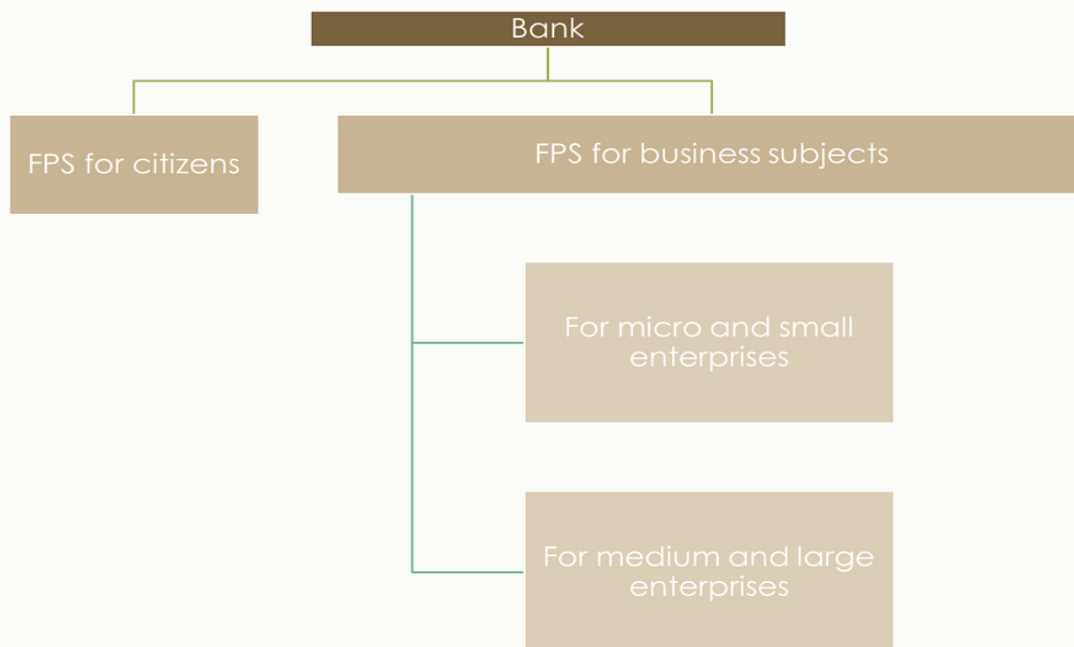 Bank
FPS for citizens
FPS for business subjects
For micro and small
enterprises
For medium and large
enterprises